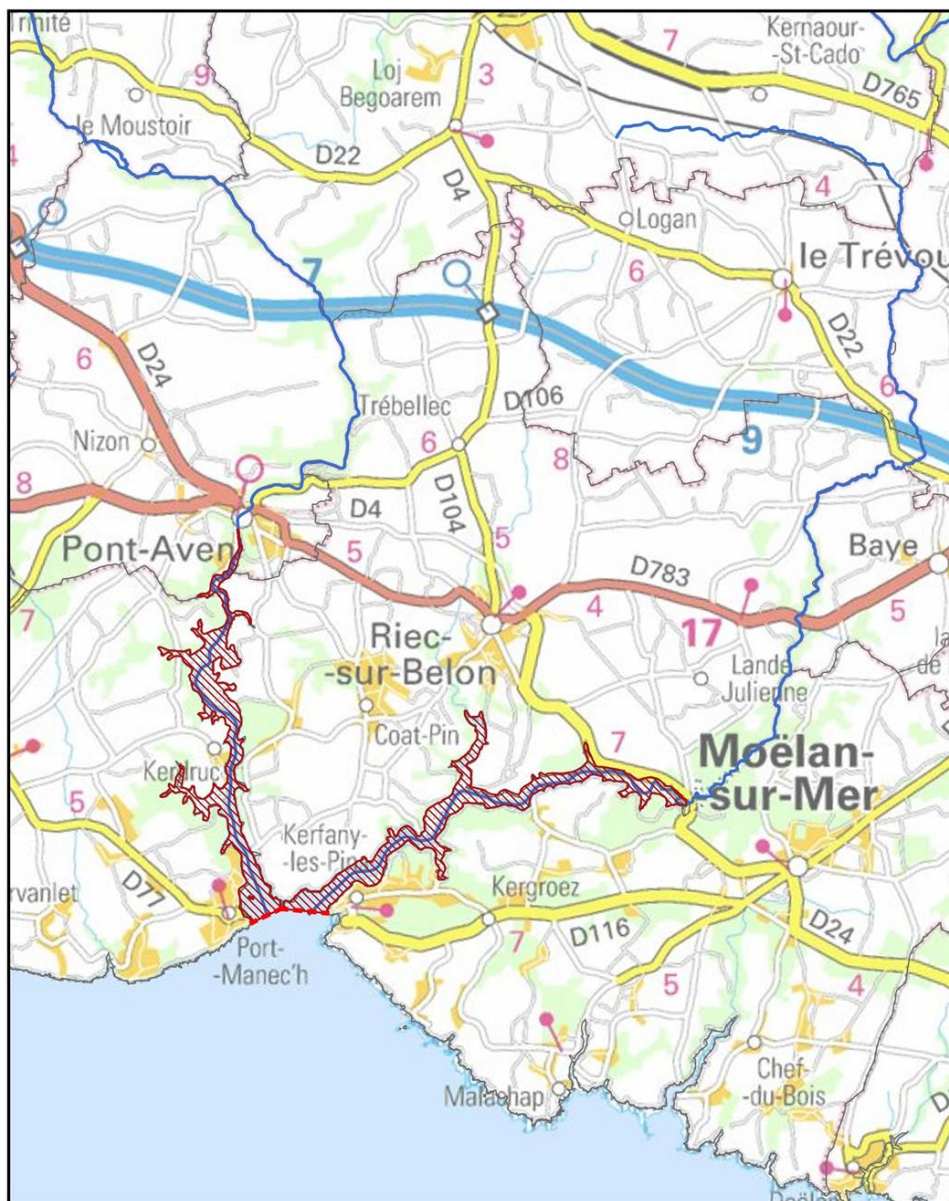 7
Kernaour-
-St-Cado
9
Loj
Begoarem
3
D765
le Moustoir
D22
D4
4
3
Logan
6
le Trévou
7
6
D24
D22
Trébellec
D106
6
Nizon
6
9
8
8
D104
D4
5
Pont-Aven
5
D783
Baye
7
4
17
5
Riec-
-sur-Belon
Lande
Julienne
Coat-Pin
7
Moëlan-
-sur-Mer
Kerdruc
5
Kerfany-
-les-Pin
D77
Kergroez
D116
7
D24
Port-
-Manec'h
5
4
Chef-
-du-Bois
Malachap